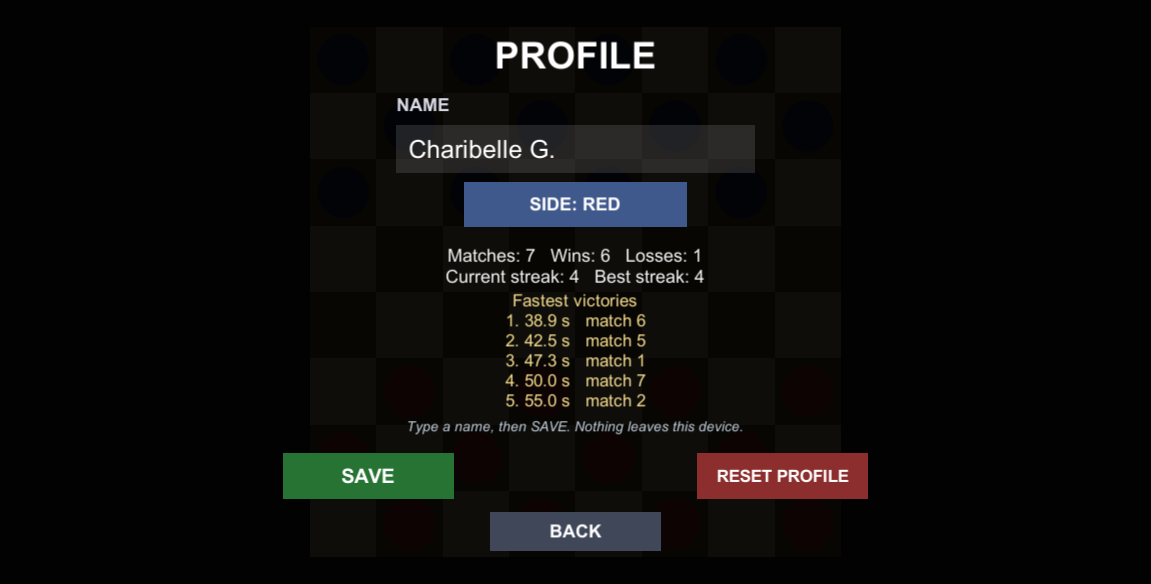 PROFILE
NAME
Charibelle G.
SIDE: RED
Matches: 7 Wins: 6 Losses: 1
Current streak: 4 Best streak: 4
Fastest victories
1. 38.9 s match 6
2. 42.5 s match 5
3. 47.3 s match 1
4. 50.0 s match 7
5. 55.0 s match 2
Type a name, then SAVE. Nothing leaves this device.
SAVE
RESET PROFILE
BACK